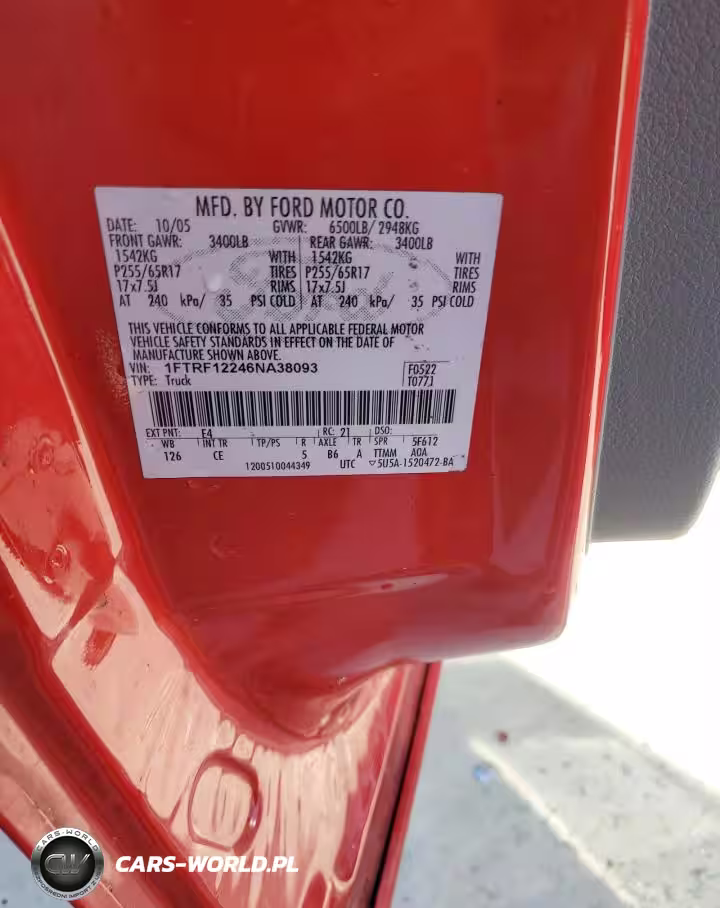 MFD. BY FORD MOTOR CO.
DATE: 10/05 GVWR: 6500LB/ 2948KG
FRONT GAWR: 3400LB REAR GAWR: 3400LB
1542KG WITH 1542KG WITH
P255/65R17 TIRES P255/65R17 TIRES
17x7.5J RIMS 17x7.5J RIMS
AT 240 kPa/ 35 PSI COLD AT 240 kPa/ 35 PSI COLD
THIS VEHICLE CONFORMS TO ALL APPLICABLE FEDERAL MOTOR
VEHICLE SAFETY STANDARDS IN EFFECT ON THE DATE OF
MANUFACTURE SHOWN ABOVE.
VIN: 1FTRF12246NA38093 F0522
TYPE: Truck T0771
EXT PNT: E4 RC: 21 DSO:
WB INT TR TP/PS R AXLE TR SPR 5F612
126 CE 5 B6 A TTMM AOA
1200510044349 UTC ▽5U5A-1520472-BA
CARS-WORLD
CW
CARS-WORLD.PL